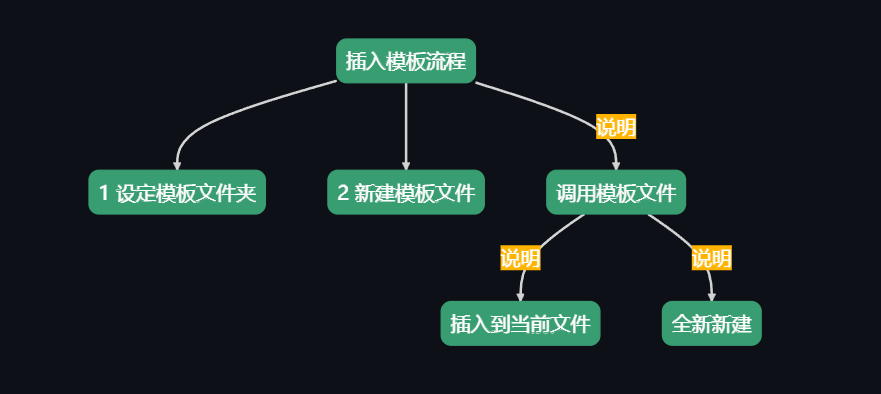 插入模板流程
说明
1 设定模板文件夹
2 新建模板文件
调用模板文件
说明
说明
插入到当前文件
全新新建